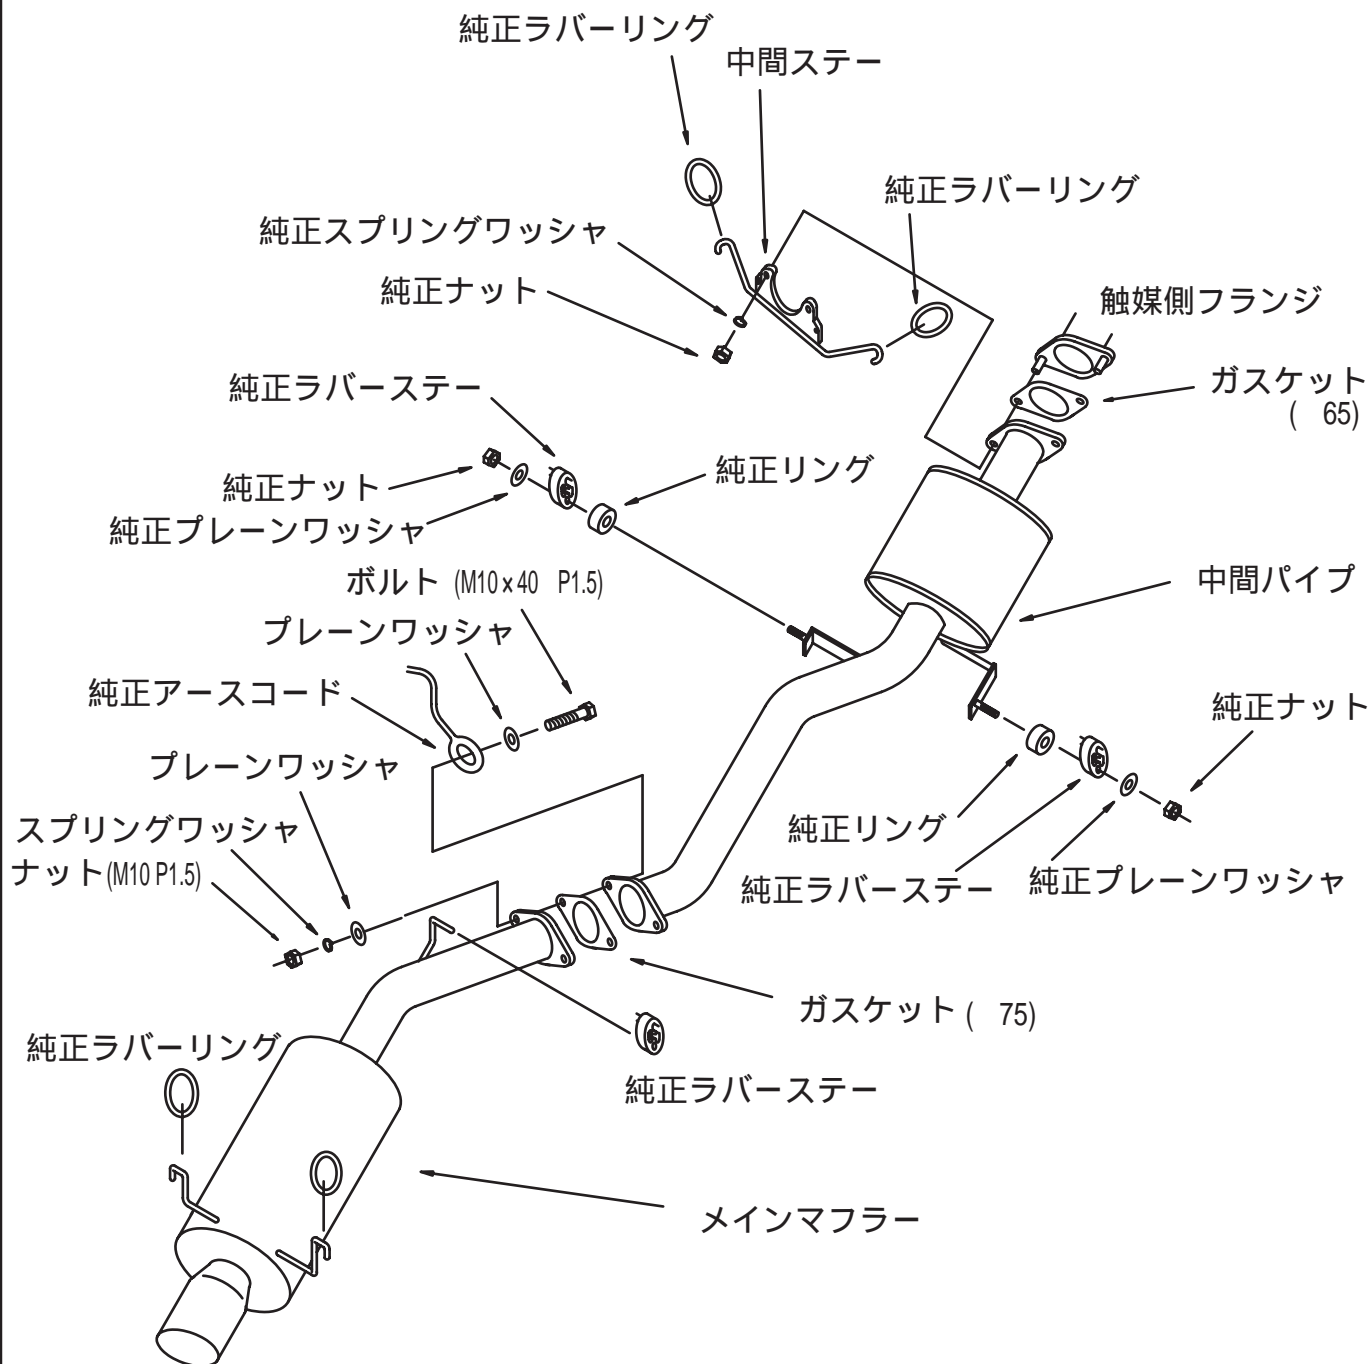 純正ラバーリング
中間ステー
純正ラバーリング
純正スプリングワッシャ
純正ナット
触媒側フランジ
純正ラバーステー
ガスケット
( 65)
純正ナット
純正リング
純正プレーンワッシャ
ボルト (M10×40 P1.5)
中間パイプ
プレーンワッシャ
純正アースコード
純正ナット
プレーンワッシャ
スプリングワッシャ
純正リング
ナット(M10 P1.5)
純正ラバーステー
純正プレーンワッシャ
ガスケット ( 75)
純正ラバーリング
純正ラバーステー
メインマフラー